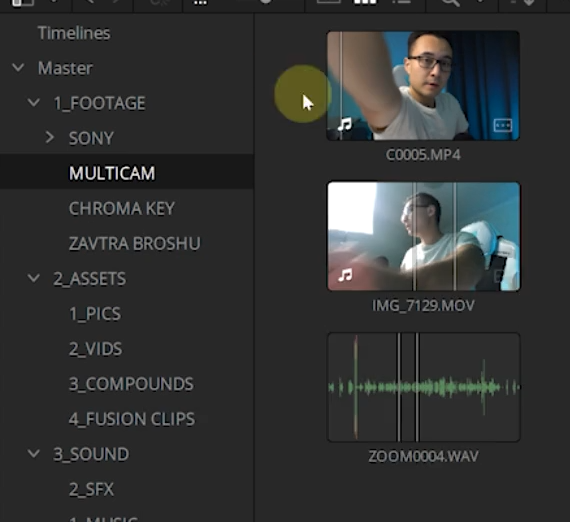 Timelines
Master
1_FOOTAGE
SONY
MULTICAM
CHROMA KEY
ZAVTRA BROSHU
2_ASSETS
1_PICS
2_VIDS
3_COMPOUNDS
4_FUSION CLIPS
3_SOUND
2_SFX
1_MUSIC
C0005.MP4
IMG_7129.MOV
ZOOM0004.WAV